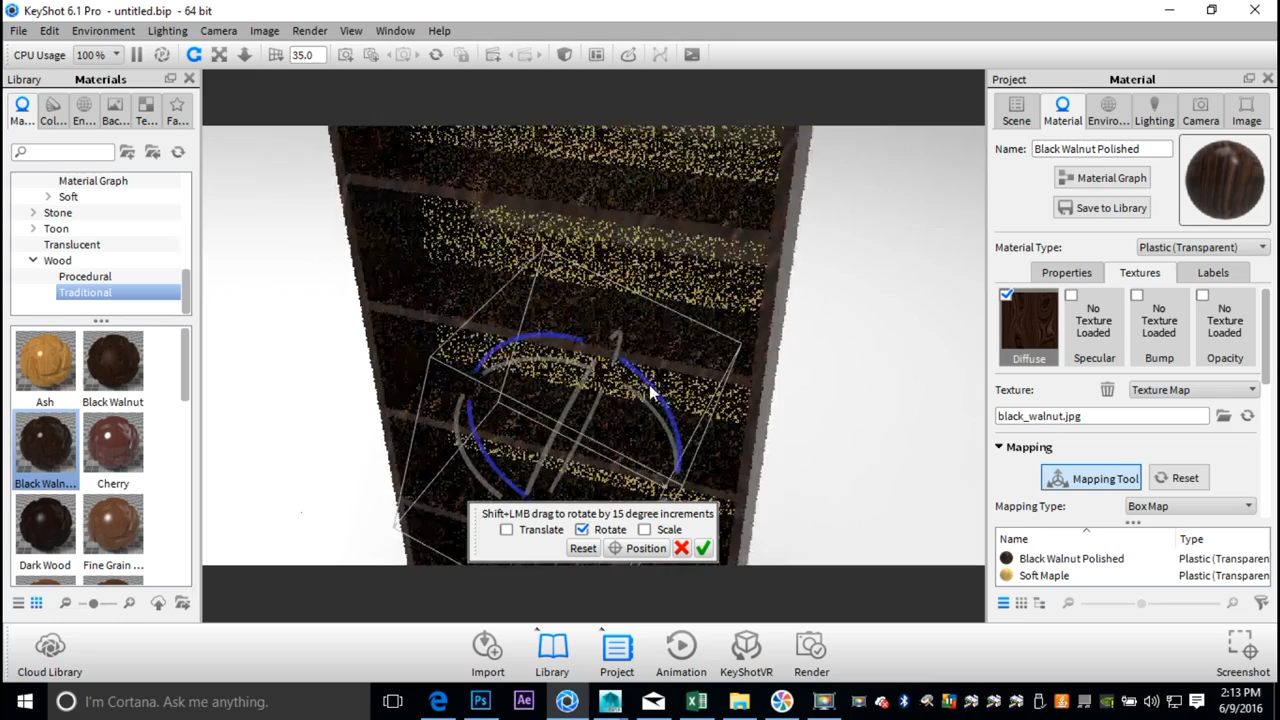 KeyShot 6.1 Pro - untitled.bip - 64 bit
File Edit Environment Lighting Camera Image Render View Window Help
CPU Usage 100 % 35.0
Library Materials
Ma... Col... En... Bac... Te... Fa...
Material Graph
Soft
Stone
Toon
Translucent
Wood
Procedural
Traditional
Ash Black Walnut
Black Waln... Cherry
Dark Wood Fine Grain ...
Shift+LMB drag to rotate by 15 degree increments
Translate Rotate Scale
Reset Position
Project Material
Scene Material Enviro... Lighting Camera Image
Name: Black Walnut Polished
Material Graph
Save to Library
Material Type: Plastic (Transparent)
Properties Textures Labels
No Texture Loaded No Texture Loaded No Texture Loaded
Diffuse Specular Bump Opacity
Texture: Texture Map
black_walnut.jpg
Mapping
Mapping Tool Reset
Mapping Type: Box Map
Name Type
Black Walnut Polished Plastic (Transparen
Soft Maple Plastic (Transparen
Cloud Library Import Library Project Animation KeyShotVR Render Screenshot
I'm Cortana. Ask me anything.
Ps Ae
2:13 PM
6/9/2016